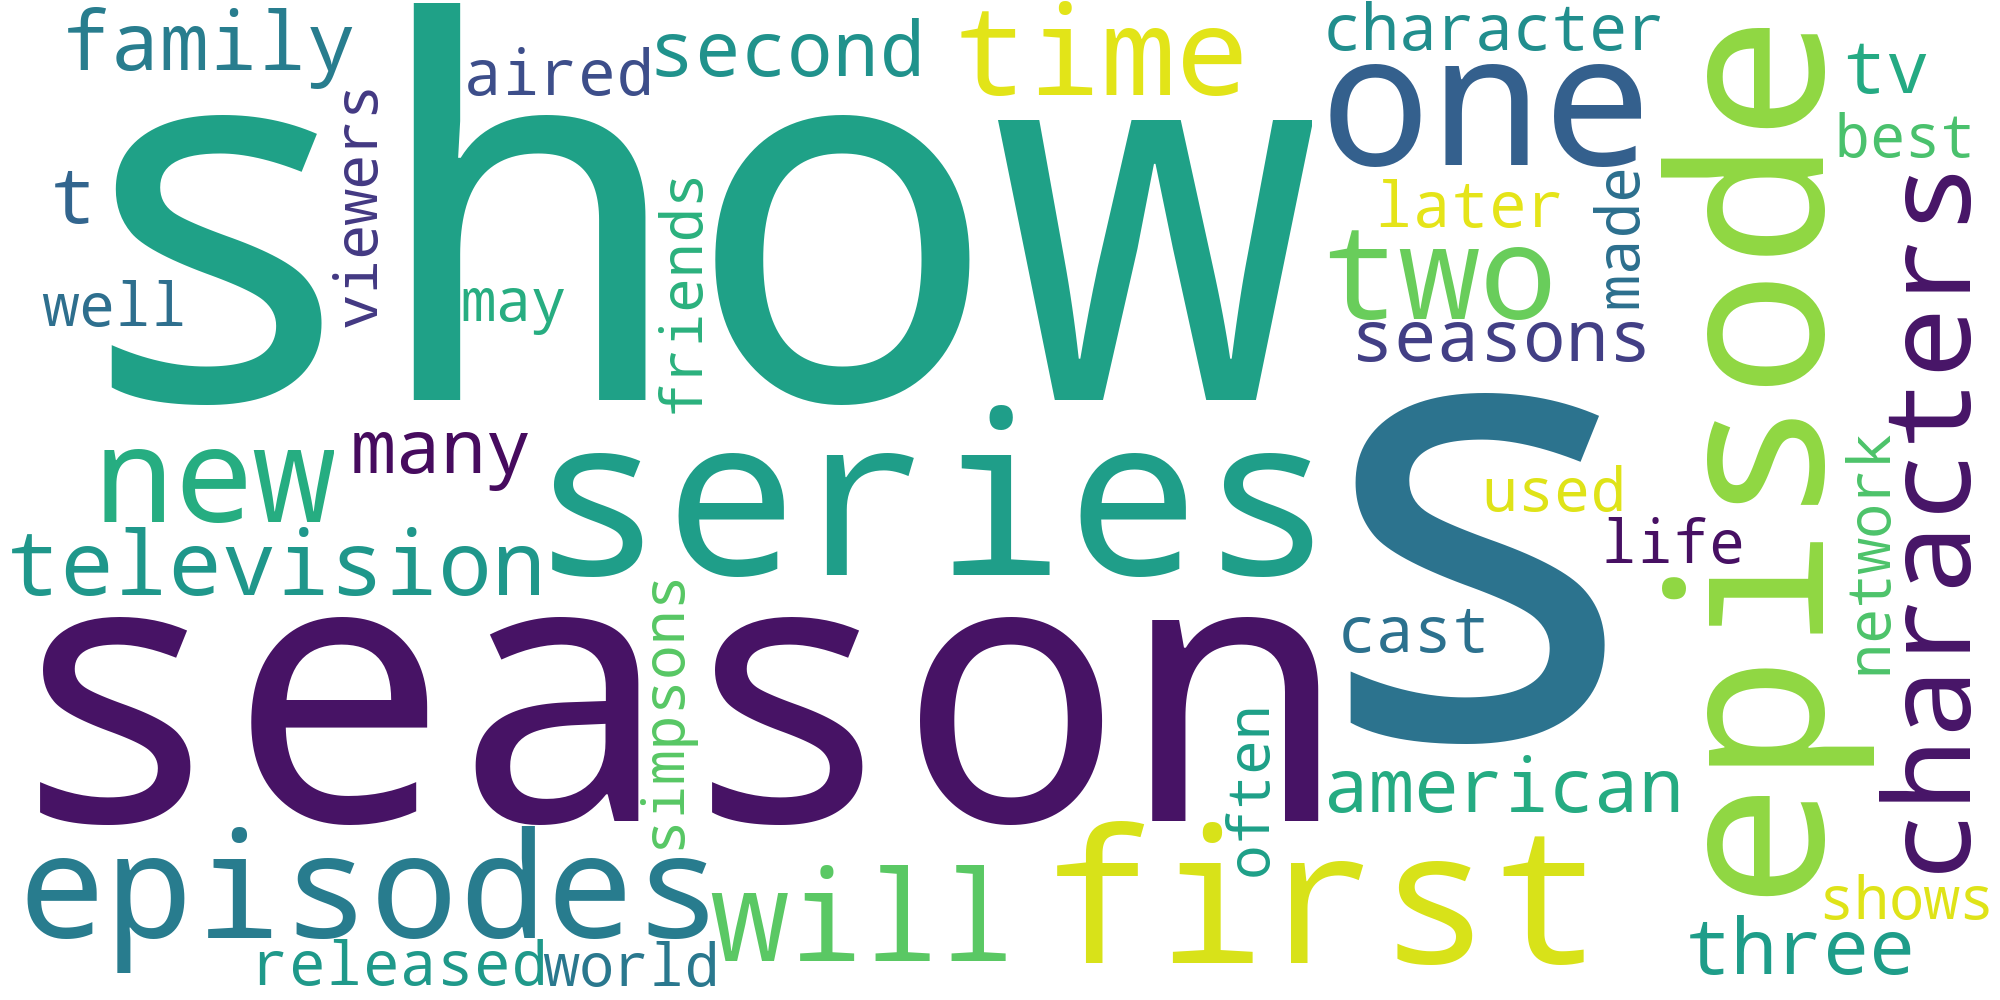 family
aired
second
time
character
one
tv
best
viewers
show
friends
t
well
may
later
made
two
seasons
episode
characters
new
many
series
s
used
life
network
television
season
simpsons
cast
often
american
episodes
will
first
shows
released
world
three